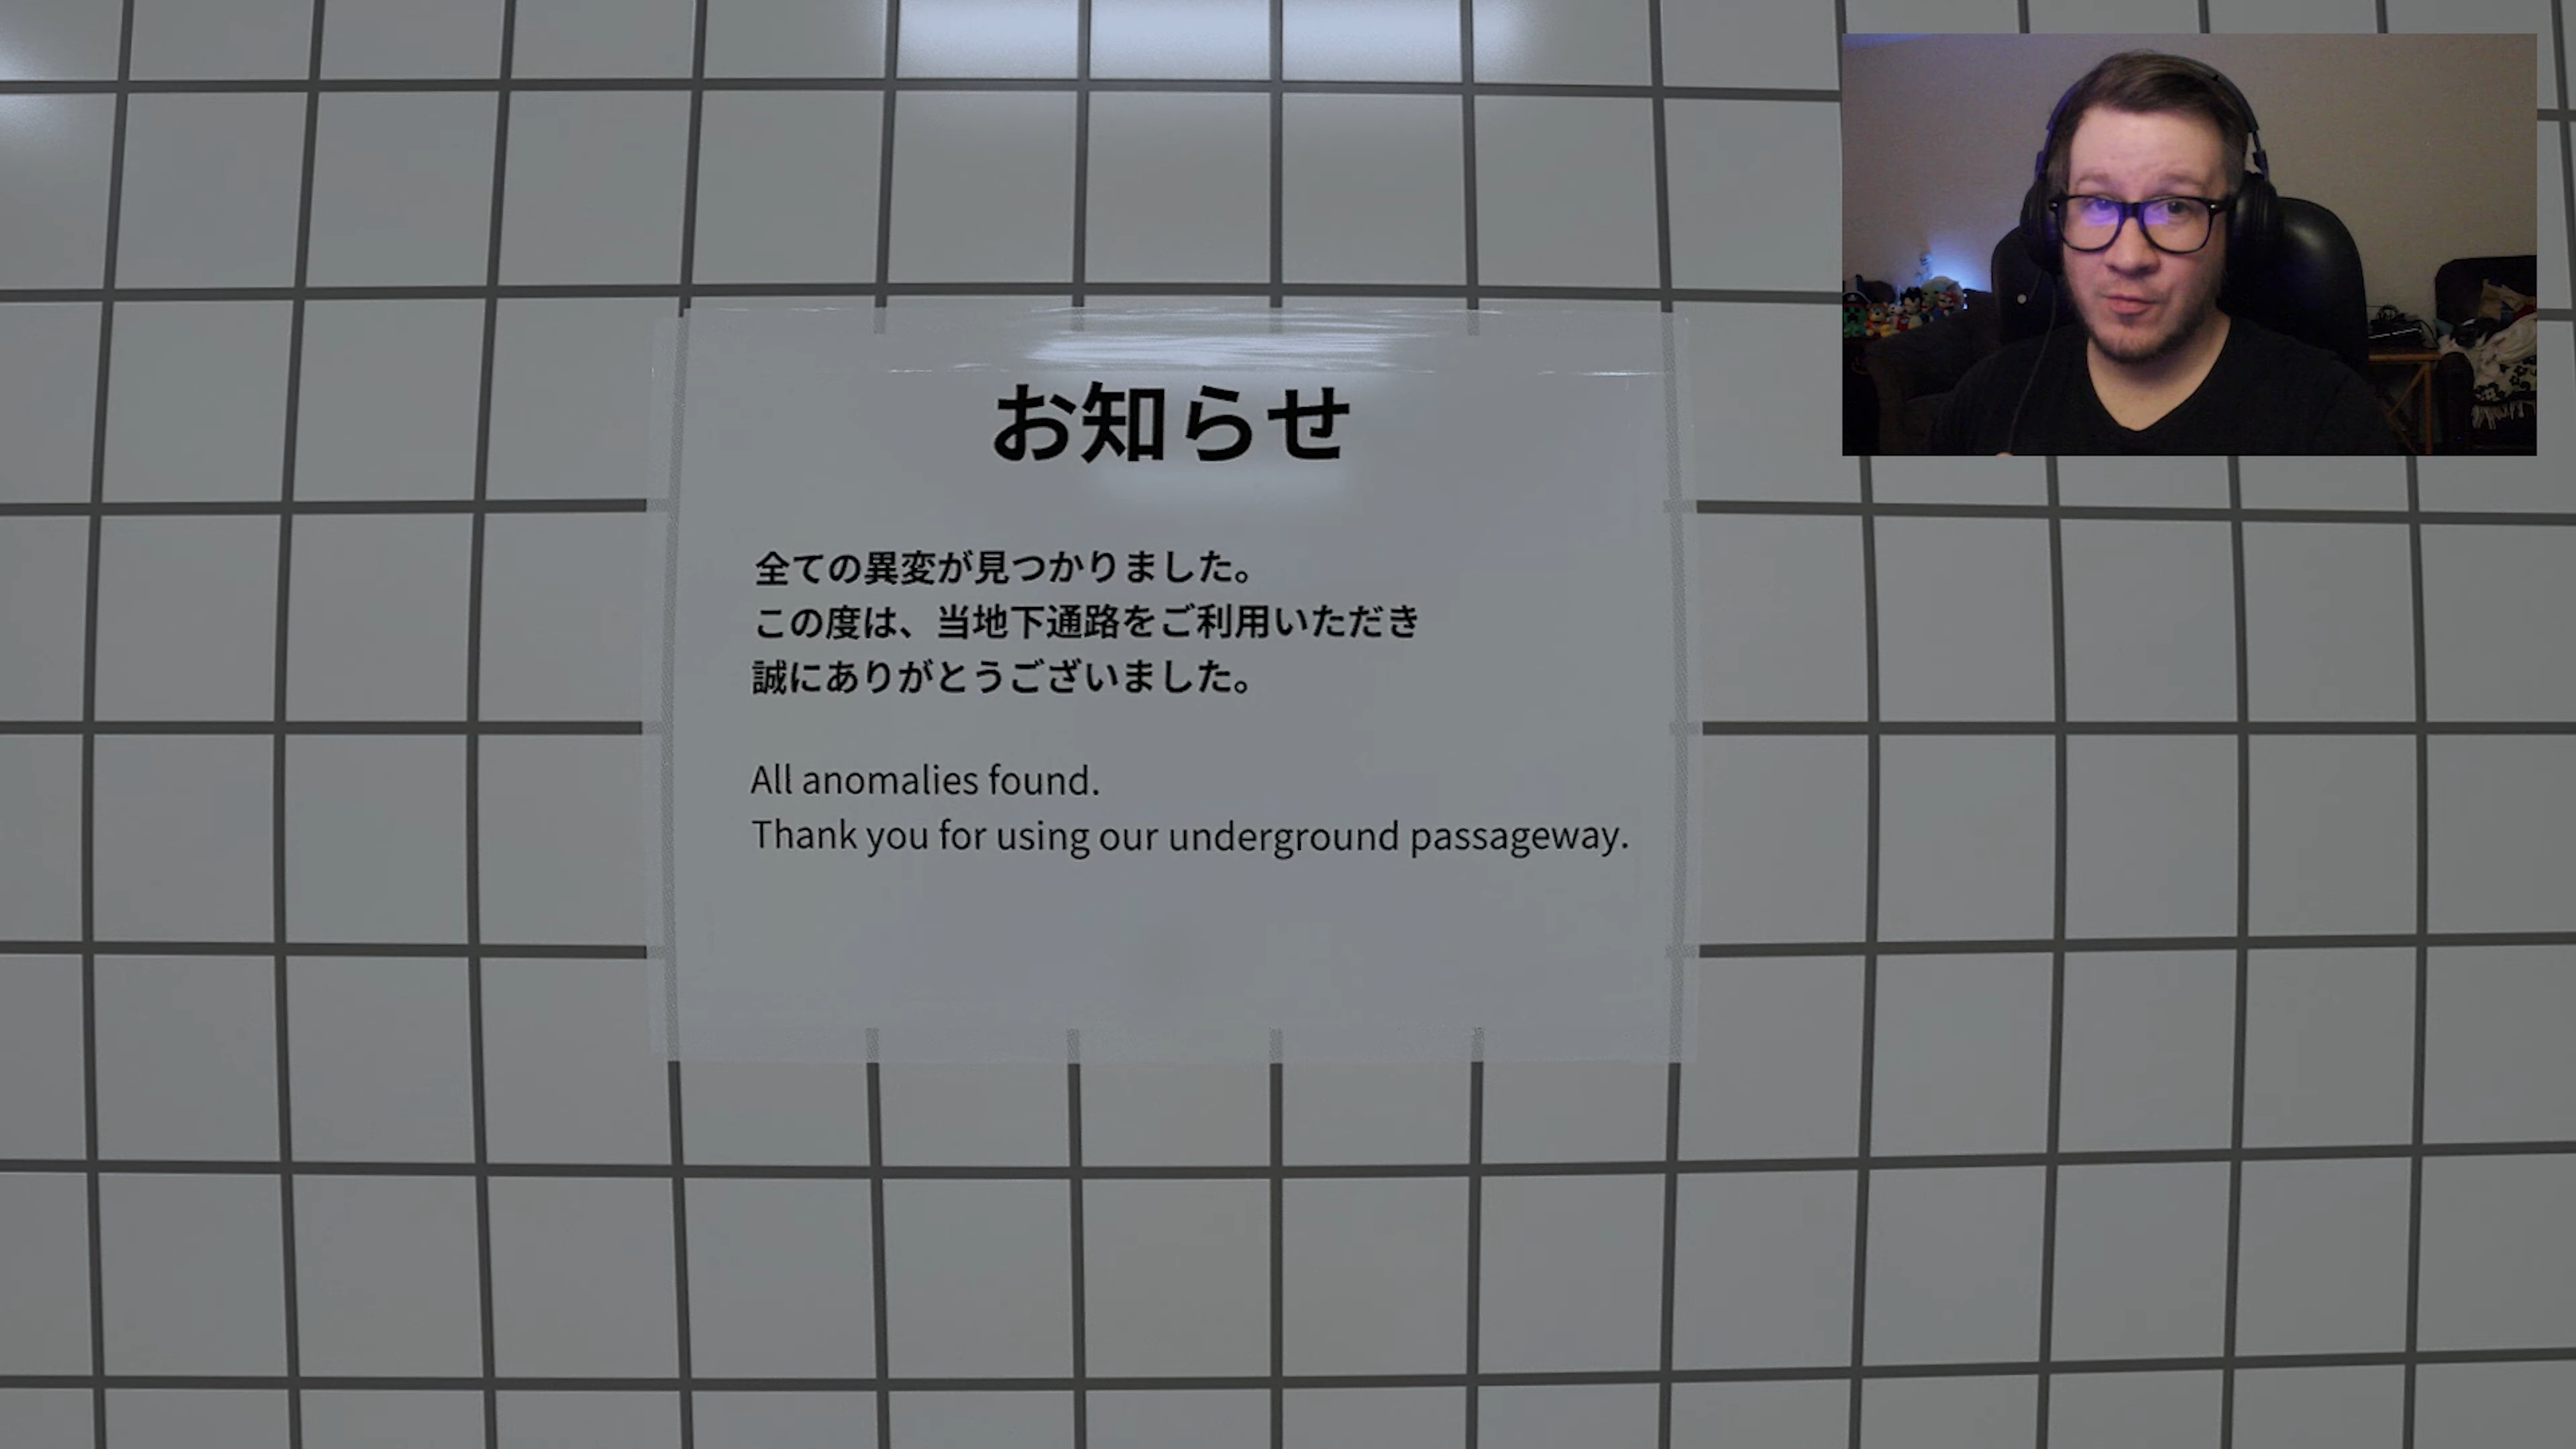 お知らせ
全ての異変が見つかりました。
この度は、当地下通路をご利用いただき
誠にありがとうございました。
All anomalies found.
Thank you for using our underground passageway.